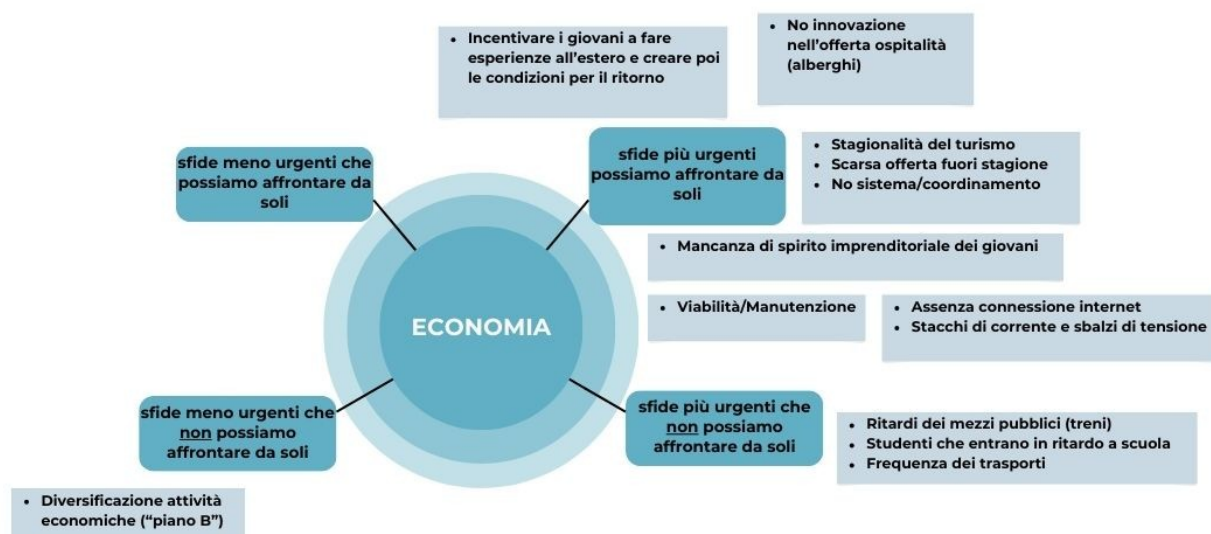 • Incentivare i giovani a fare
esperienze all'estero e creare poi
le condizioni per il ritorno
• No innovazione
nell'offerta ospitalità
(alberghi)
sfide meno urgenti che
possiamo affrontare da
soli
sfide più urgenti
possiamo affrontare da
soli
• Stagionalità del turismo
• Scarsa offerta fuori stagione
• No sistema/coordinamento
• Mancanza di spirito imprenditoriale dei giovani
• Viabilità/Manutenzione
• Assenza connessione internet
• Stacchi di corrente e sbalzi di tensione
ECONOMIA
sfide meno urgenti che
non possiamo
affrontare da soli
sfide più urgenti che
non possiamo
affrontare da soli
• Ritardi dei mezzi pubblici (treni)
• Studenti che entrano in ritardo a scuola
• Frequenza dei trasporti
• Diversificazione attività
economiche (“piano B”)